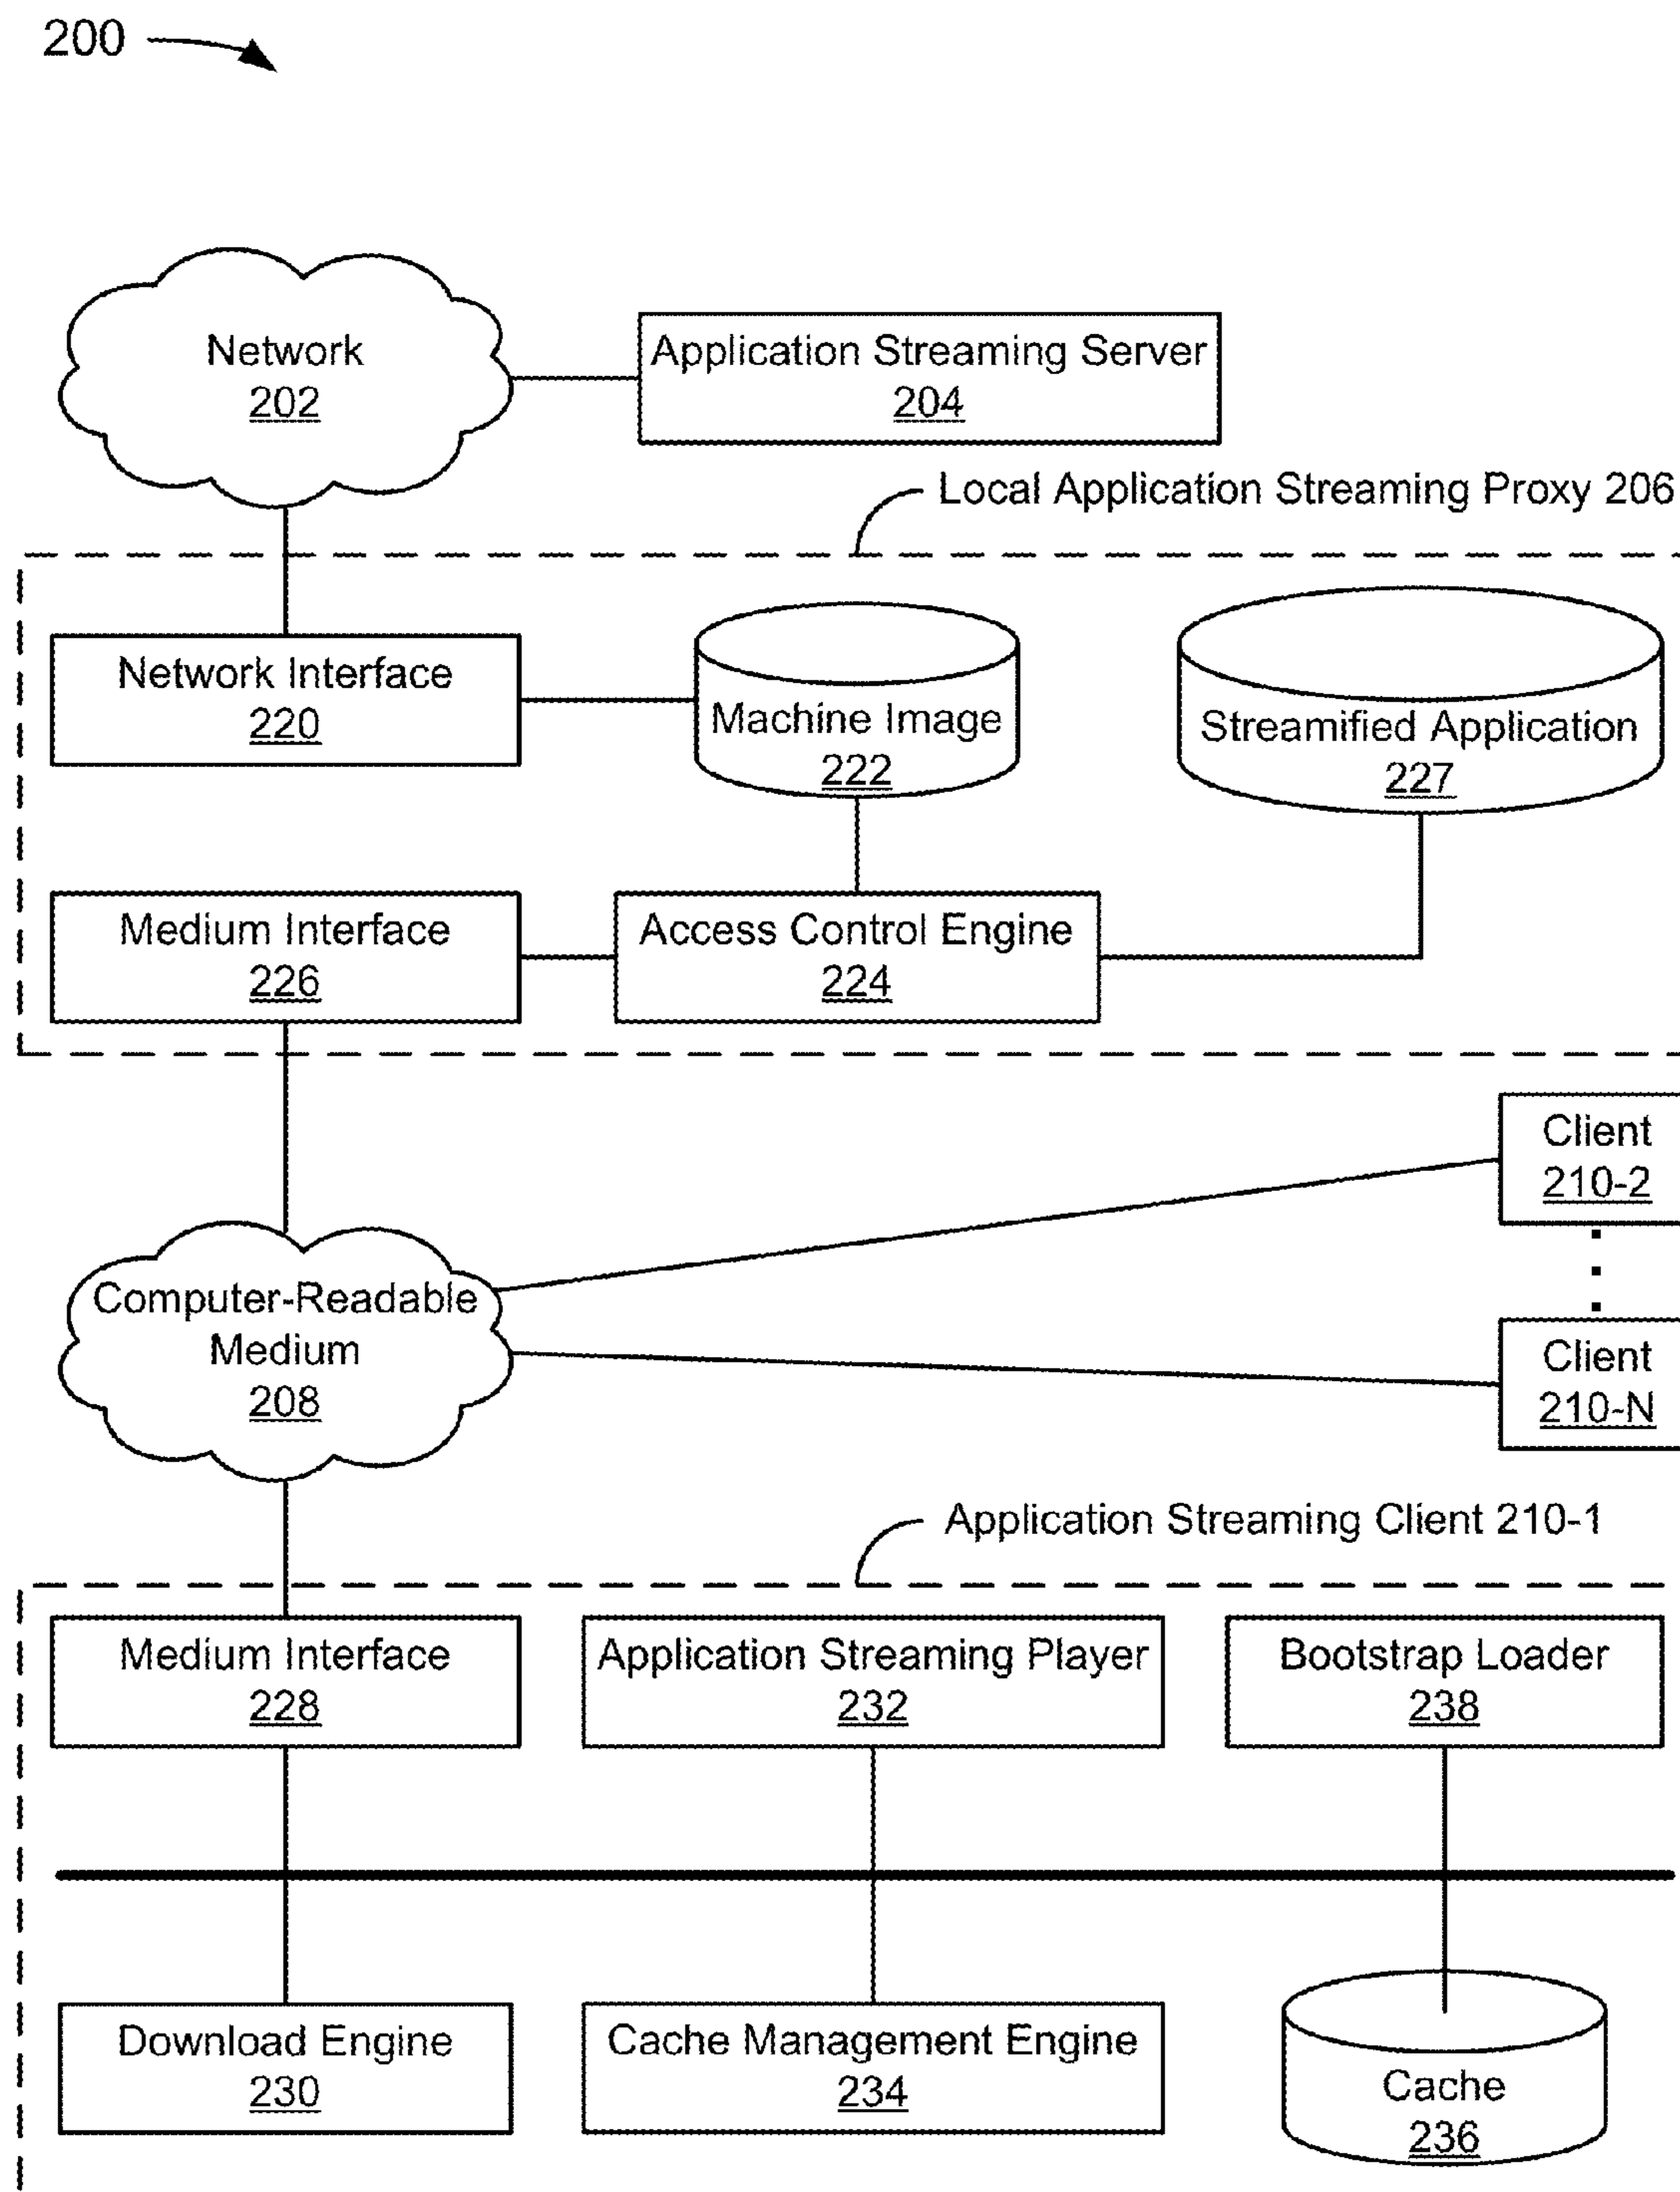 200
Network
202
Application Streaming Server
204
Local Application Streaming Proxy 206
Network Interface
220
Machine Image
222
Streamified Application
227
Medium Interface
226
Access Control Engine
224
Client
210-2
Computer-Readable
Medium
208
Client
210-N
Application Streaming Client 210-1
Medium Interface
228
Application Streaming Player
232
Bootstrap Loader
238
Download Engine
230
Cache Management Engine
234
Cache
236